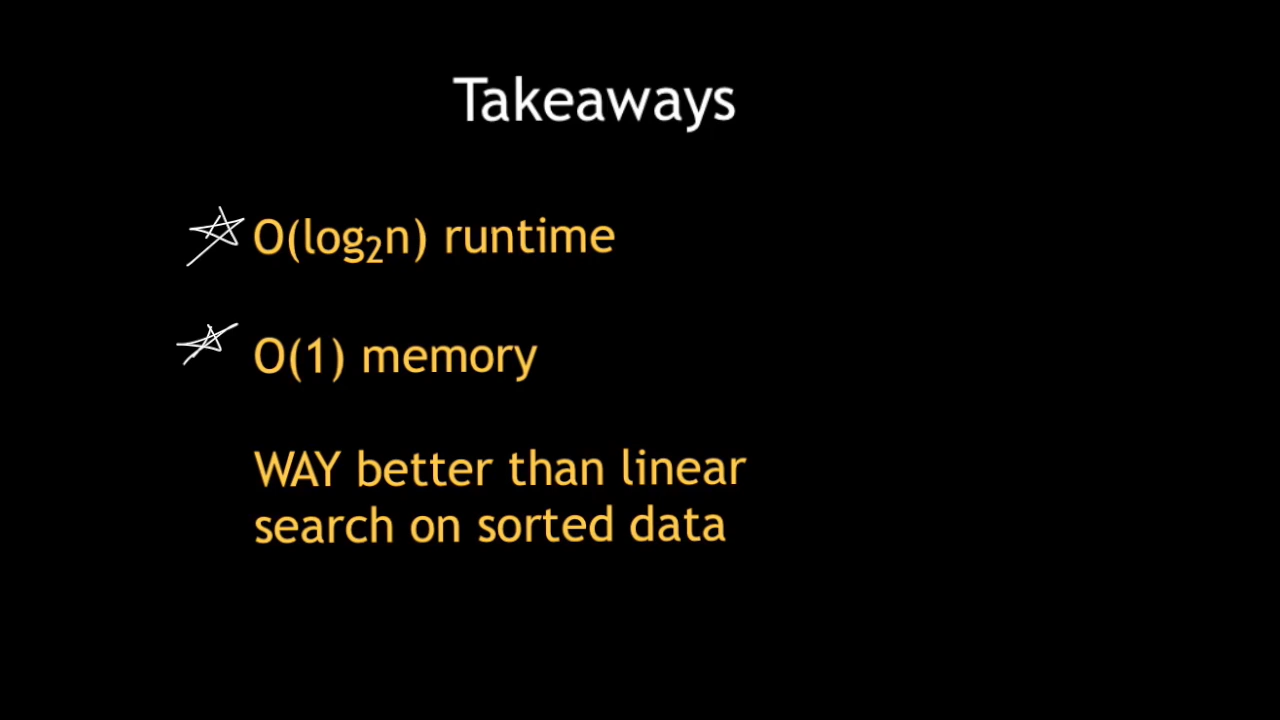 Takeaways
O(log₂n) runtime
O(1) memory
WAY better than linear
search on sorted data